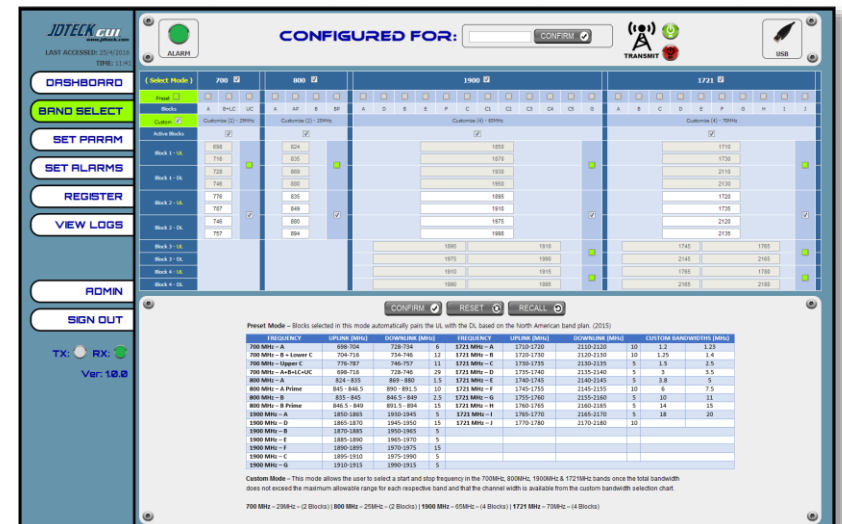 JDTECK GUI
www.jdteck.com
LAST ACCESSED: 25/4/2016
TIME: 11:41
ALARM
CONFIGURED FOR:
CONFIRM
TRANSMIT
USB
DASHBOARD
BAND SELECT
SET PARAM
SET ALARMS
REGISTER
VIEW LOGS
ADMIN
SIGN OUT
TX: RX:
Ver: 1.0.0
( Select Mode ) 700 800 1900 1721
Preset
Blocks A B+LC UC A AP B BP A D B E F C C1 C2 C3 C4 C5 G A B C D E F G H I J
Custom Customize (2) - 29MHz Customize (2) - 25MHz Customize (4) - 65MHz Customize (4) - 70MHz
Active Blocks
Block 1 - UL 698 824 1850 1710
716 835 1870 1730
Block 1 - DL 728 869 1930 2110
746 880 1950 2130
Block 2 - UL 776 835 1895 1720
787 849 1910 1735
Block 2 - DL 746 880 1975 2120
757 894 1990 2135
Block 3 - UL 1895 1910 1745 1765
Block 3 - DL 1975 1990 2145 2165
Block 4 - UL 1910 1915 1765 1780
Block 4 - DL 1990 1995 2165 2180
CONFIRM RESET RECALL
Preset Mode – Blocks selected in this mode automatically pairs the UL with the DL based on the North American band plan. (2015)
FREQUENCY UPLINK (MHz) DOWNLINK (MHz) FREQUENCY UPLINK (MHz) DOWNLINK (MHz) CUSTOM BANDWIDTHS (MHz)
700 MHz – A 698-704 728-734 6 1721 MHz – A 1710-1720 2110-2120 10 1.2 1.23
700 MHz – B + Lower C 704-716 734-746 12 1721 MHz – B 1720-1730 2120-2130 10 1.25 1.4
700 MHz – Upper C 776-787 746-757 11 1721 MHz – C 1730-1735 2130-2135 5 1.5 2.5
700 MHz – A+B+LC+UC 698-716 728-746 29 1721 MHz – D 1735-1740 2135-2140 5 3 3.5
800 MHz – A 824 - 835 869 - 880 1.5 1721 MHz – E 1740-1745 2140-2145 5 3.8 5
800 MHz – A Prime 845 - 846.5 890 - 891.5 10 1721 MHz – F 1745-1755 2145-2155 10 6 7.5
800 MHz – B 835 - 845 846.5 - 849 2.5 1721 MHz – G 1755-1760 2155-2160 5 10 11
800 MHz – B Prime 846.5 - 849 891.5 - 894 15 1721 MHz – H 1760-1765 2160-2165 5 14 15
1900 MHz – A 1850-1865 1930-1945 5 1721 MHz – I 1765-1770 2165-2170 5 18 20
1900 MHz – D 1865-1870 1945-1950 15 1721 MHz – J 1770-1780 2170-2180 10
1900 MHz – B 1870-1885 1950-1965 5
1900 MHz – E 1885-1890 1965-1970 5
1900 MHz – F 1890-1895 1970-1975 15
1900 MHz – C 1895-1910 1975-1990 5
1900 MHz – G 1910-1915 1990-1915 5
Custom Mode – This mode allows the user to select a start and stop frequency in the 700MHz, 800MHz, 1900MHz & 1721MHz bands once the total bandwidth
does not exceed the maximum allowable range for each respective band and that the channel width is available from the custom bandwidth selection chart.
700 MHz – 29MHz – (2 Blocks) | 800 MHz – 25MHz – (2 Blocks) | 1900 MHz – 65MHz – (4 Blocks) | 1721 MHz – 70MHz – (4 Blocks)